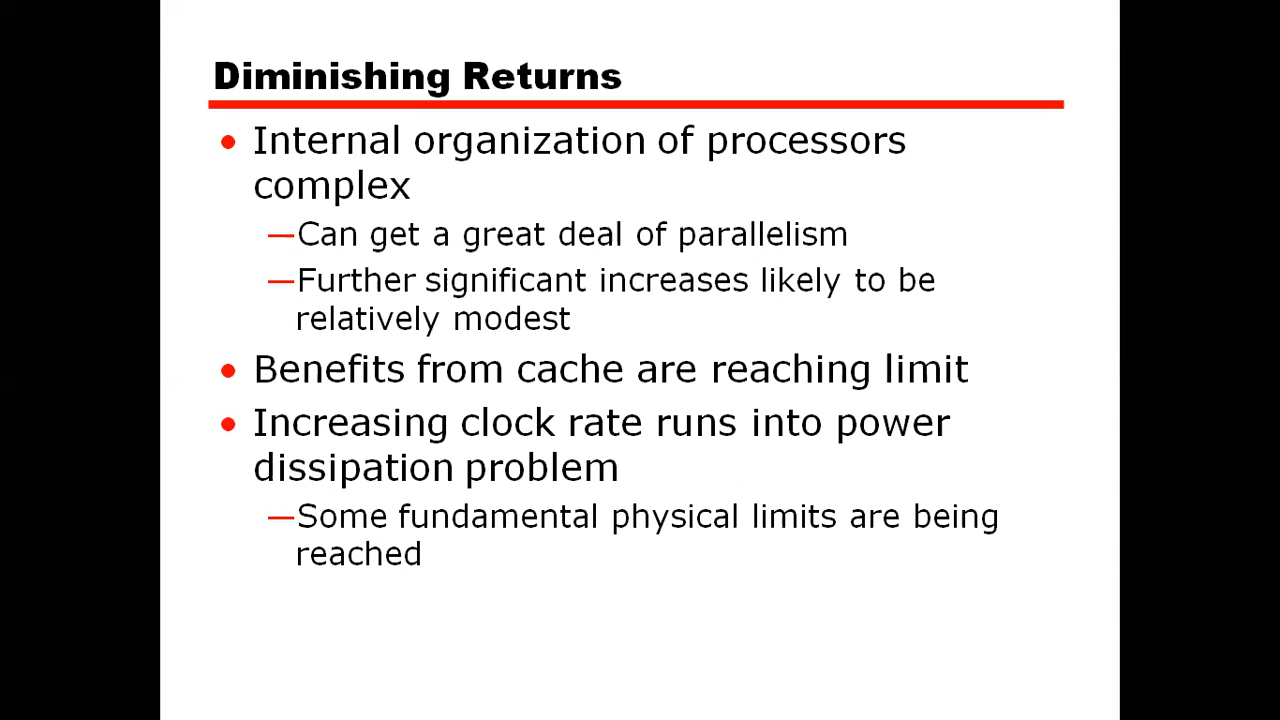 Diminishing Returns
• Internal organization of processors
complex
—Can get a great deal of parallelism
—Further significant increases likely to be
relatively modest
• Benefits from cache are reaching limit
• Increasing clock rate runs into power
dissipation problem
—Some fundamental physical limits are being
reached